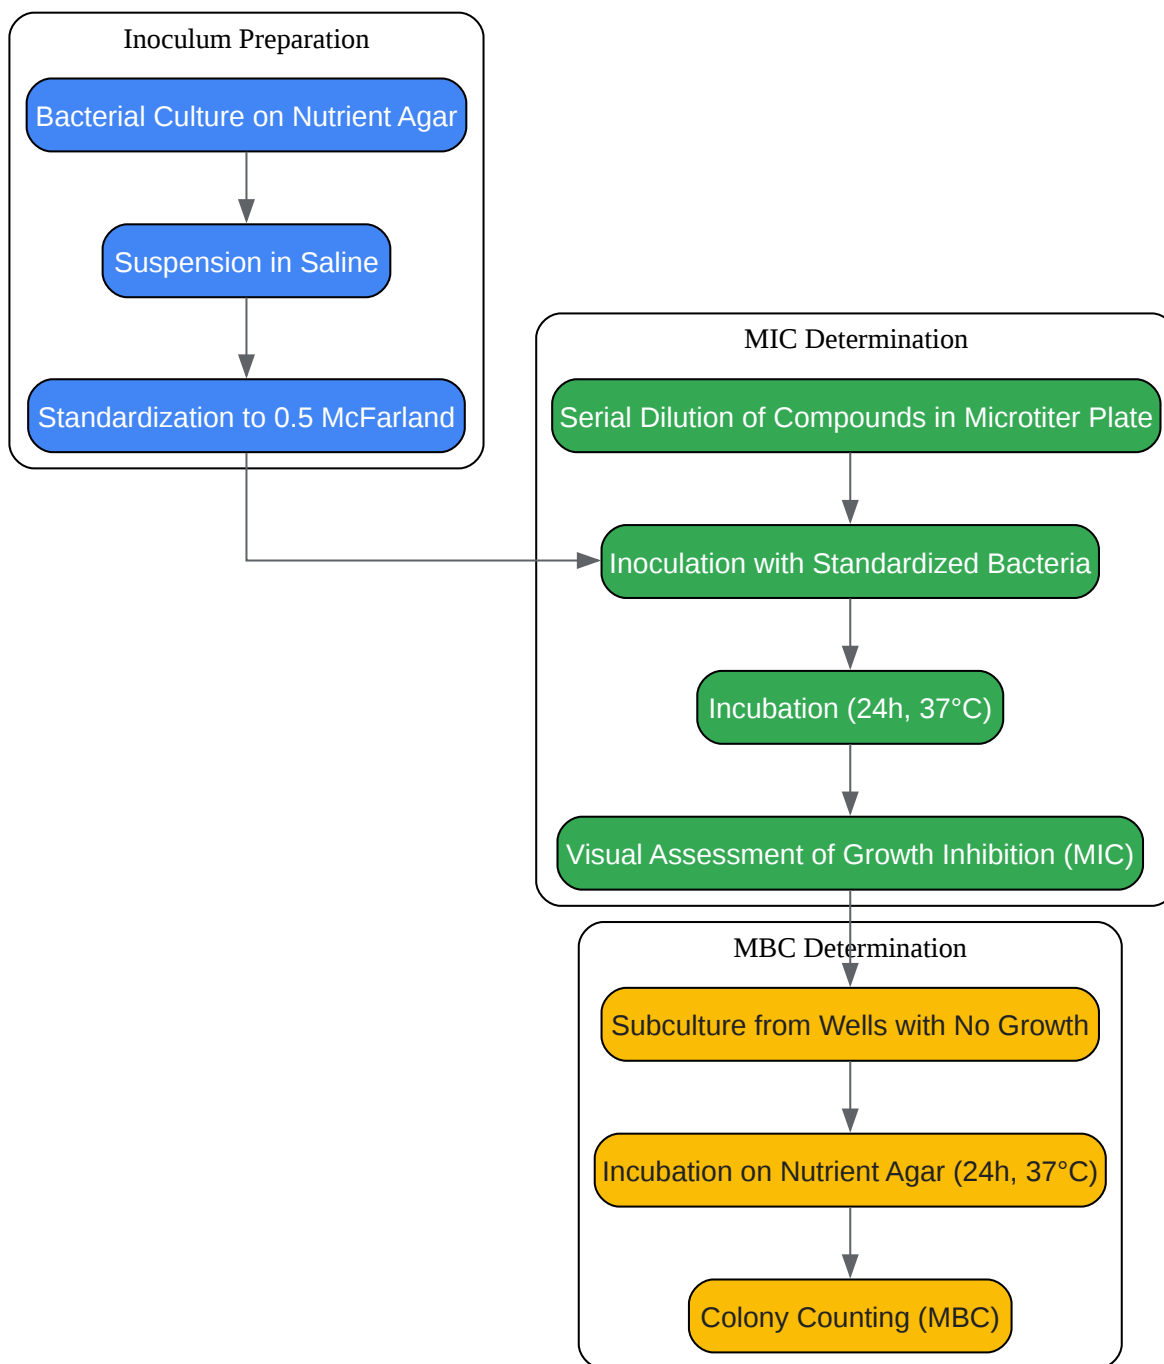 Inoculum Preparation
Bacterial Culture on Nutrient Agar
Suspension in Saline
Standardization to 0.5 McFarland
MIC Determination
Serial Dilution of Compounds in Microtiter Plate
Inoculation with Standardized Bacteria
Incubation (24h, 37°C)
Visual Assessment of Growth Inhibition (MIC)
MBC Determination
Subculture from Wells with No Growth
Incubation on Nutrient Agar (24h, 37°C)
Colony Counting (MBC)